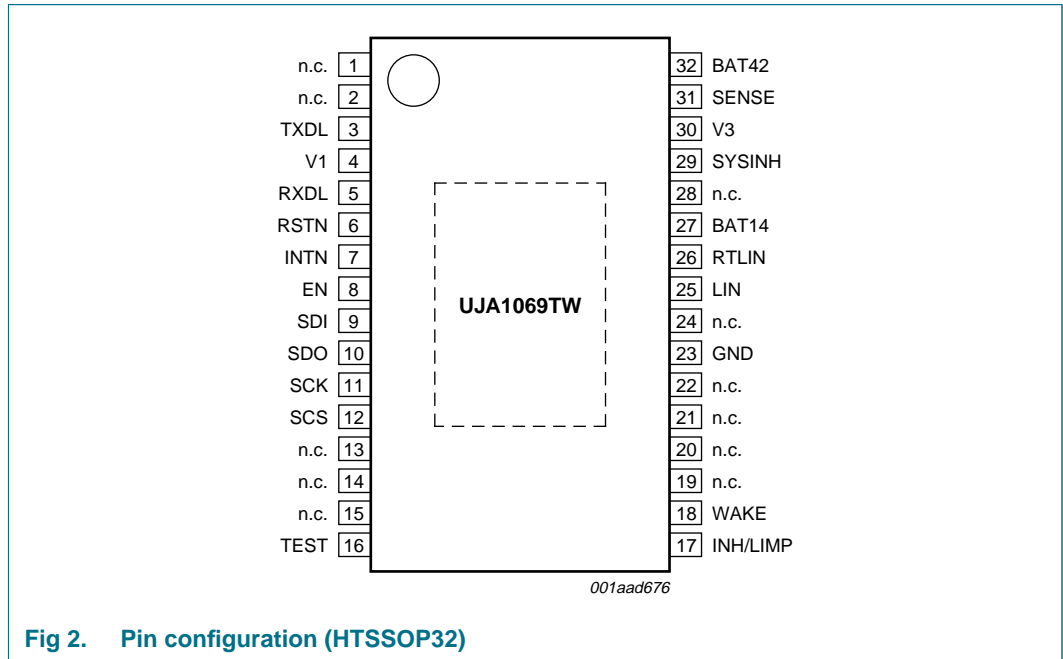 n.c. 1
n.c. 2
TXDL 3
V1 4
RXDL 5
RSTN 6
INTN 7
EN 8
SDI 9
SDO 10
SCK 11
SCS 12
n.c. 13
n.c. 14
n.c. 15
TEST 16
UJA1069TW
32 BAT42
31 SENSE
30 V3
29 SYSINH
28 n.c.
27 BAT14
26 RTLIN
25 LIN
24 n.c.
23 GND
22 n.c.
21 n.c.
20 n.c.
19 n.c.
18 WAKE
17 INH/LIMP
001aad676
Fig 2. Pin configuration (HTSSOP32)